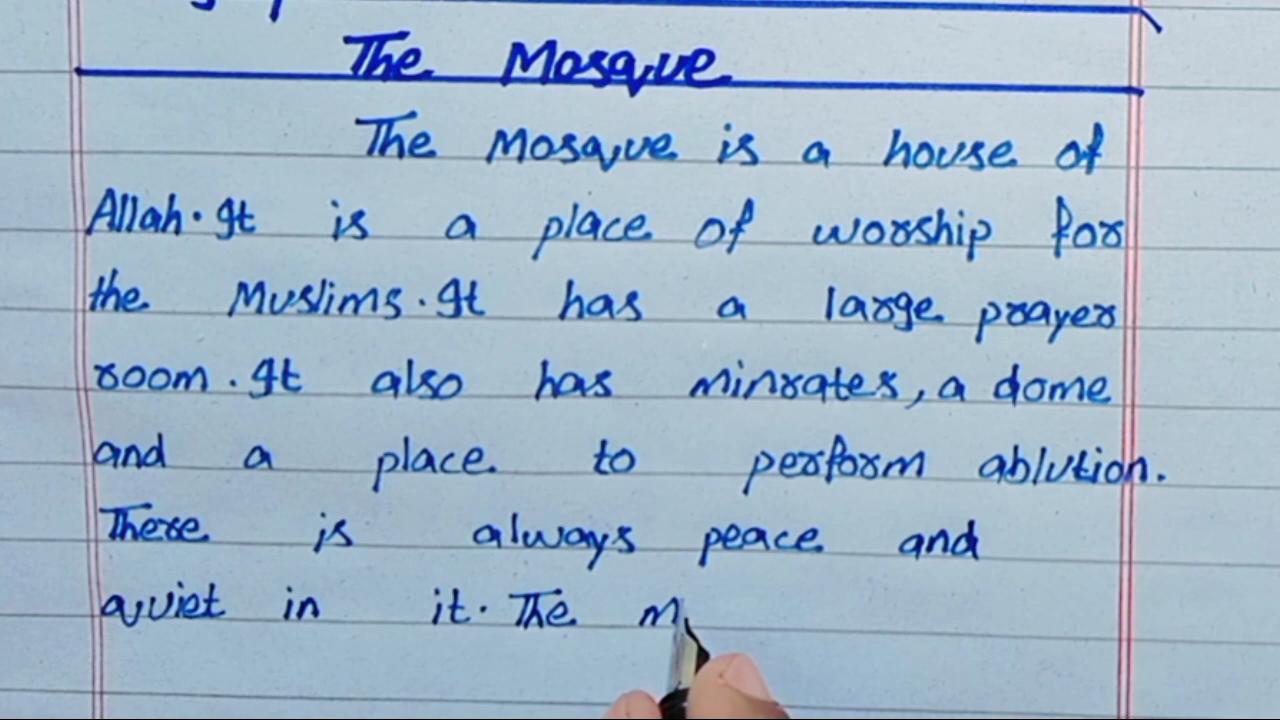 The Mosque
The Mosque is a house of
Allah. It is a place of worship for
the Muslims. It has a large prayer
room. It also has minrates, a dome
and a place to perform ablution.
There is always peace and
quiet in it. The m